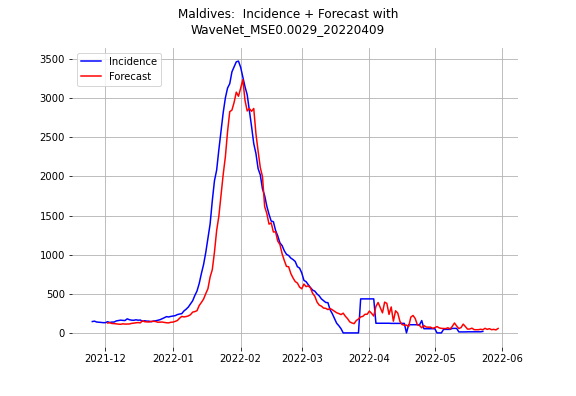 Maldives:  Incidence + Forecast with
WaveNet_MSE0.0029_20220409
Incidence
Forecast
3500
3000
2500
2000
1500
1000
500
0
2021-12 2022-01 2022-02 2022-03 2022-04 2022-05 2022-06